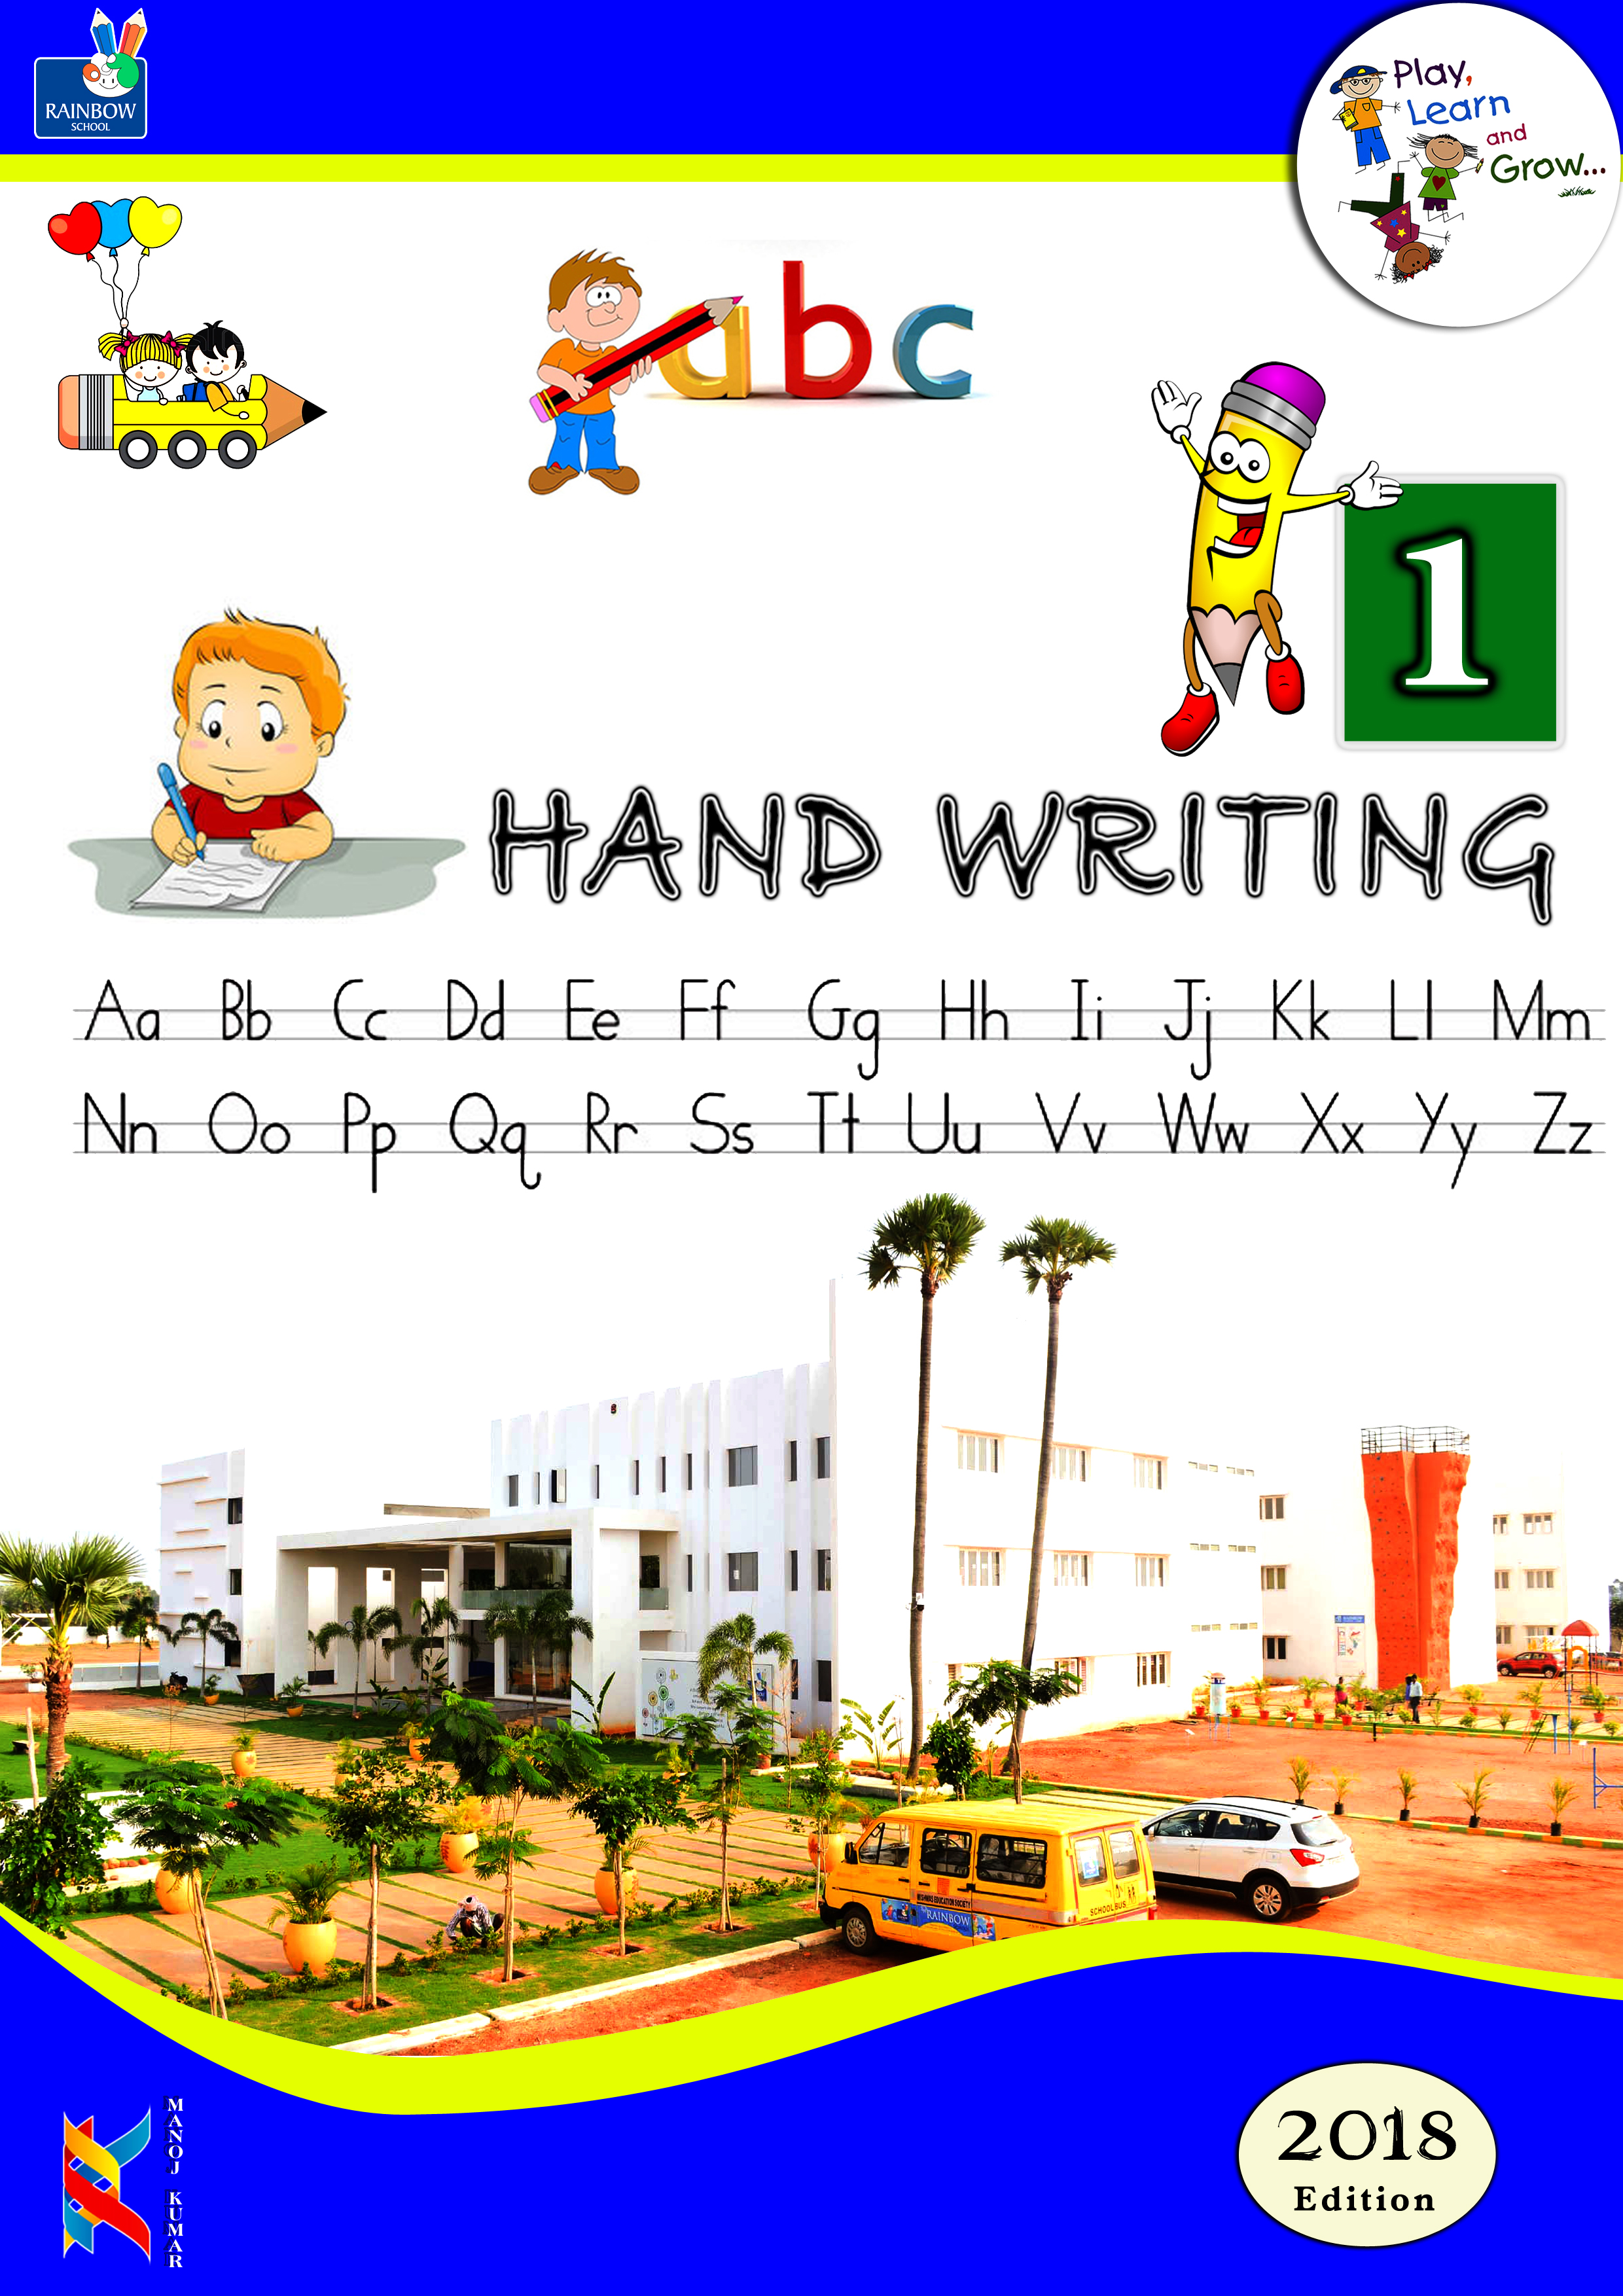 RAINBOW
SCHOOL
Play,
Learn
and
Grow...
abc
1
HAND WRITING
Aa Bb Cc Dd Ee Ff Gg Hh Ii Jj Kk Ll Mm
Nn Oo Pp Qq Rr Ss Tt Uu Vv Ww Xx Yy Zz
RAINBOW
SCHOOL BUS
MANOJ KUMAR
2018
Edition